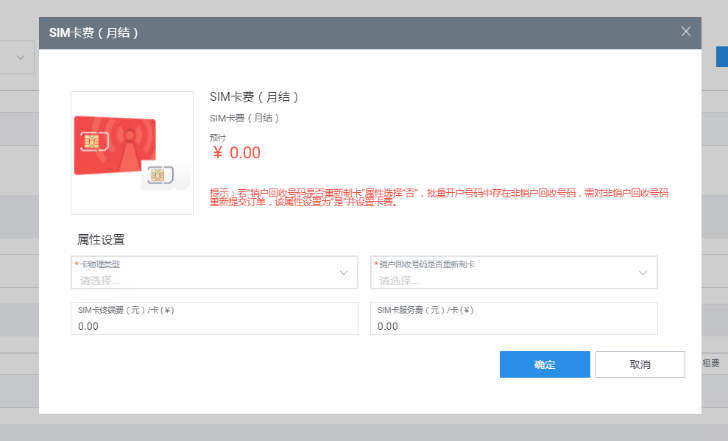 SIM卡费（月结）
SIM卡费（月结）
SIM卡费（月结）
预付
￥ 0.00
提示：若"销户回收号码是否重新制卡"属性选择"否"，批量开户号码中存在非销户回收号码，需对非销户回收号码
重新提交订单，该属性设置为"是"并设置卡费。
属性设置
*卡物理类型
请选择...
*销户回收号码是否重新制卡
请选择...
SIM卡终端费（元）/卡(￥)
0.00
SIM卡服务费（元）/卡(￥)
0.00
确定
取消
租费